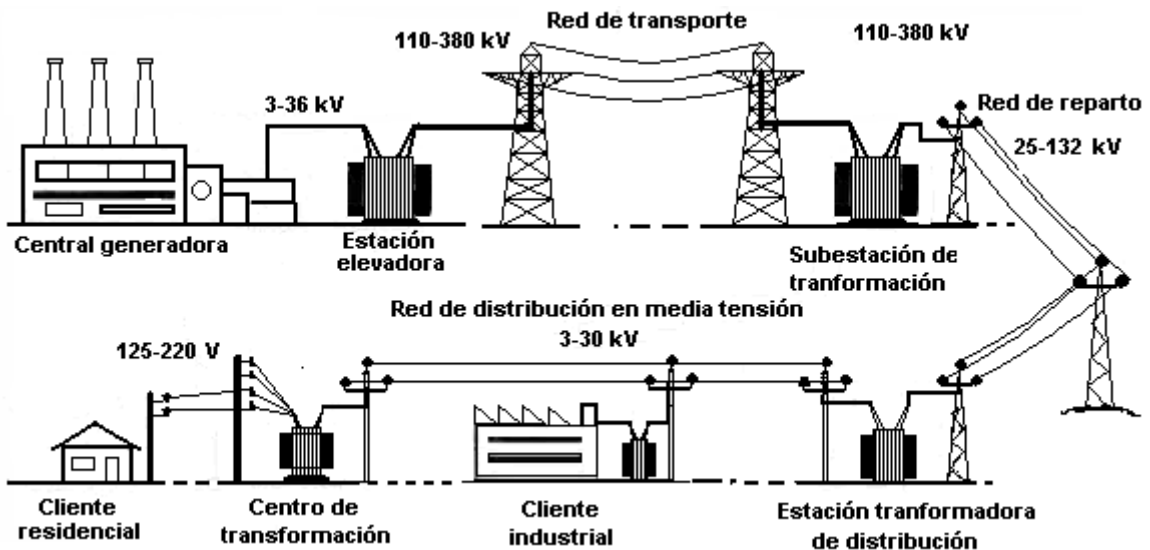 Red de transporte
110-380 kV
110-380 kV
3-36 kV
Red de reparto
25-132 kV
Central generadora
Estación
elevadora
Subestación de
tranformación
Red de distribución en media tensión
3-30 kV
125-220 V
Cliente
residencial
Centro de
transformación
Cliente
industrial
Estación tranformadora
de distribución